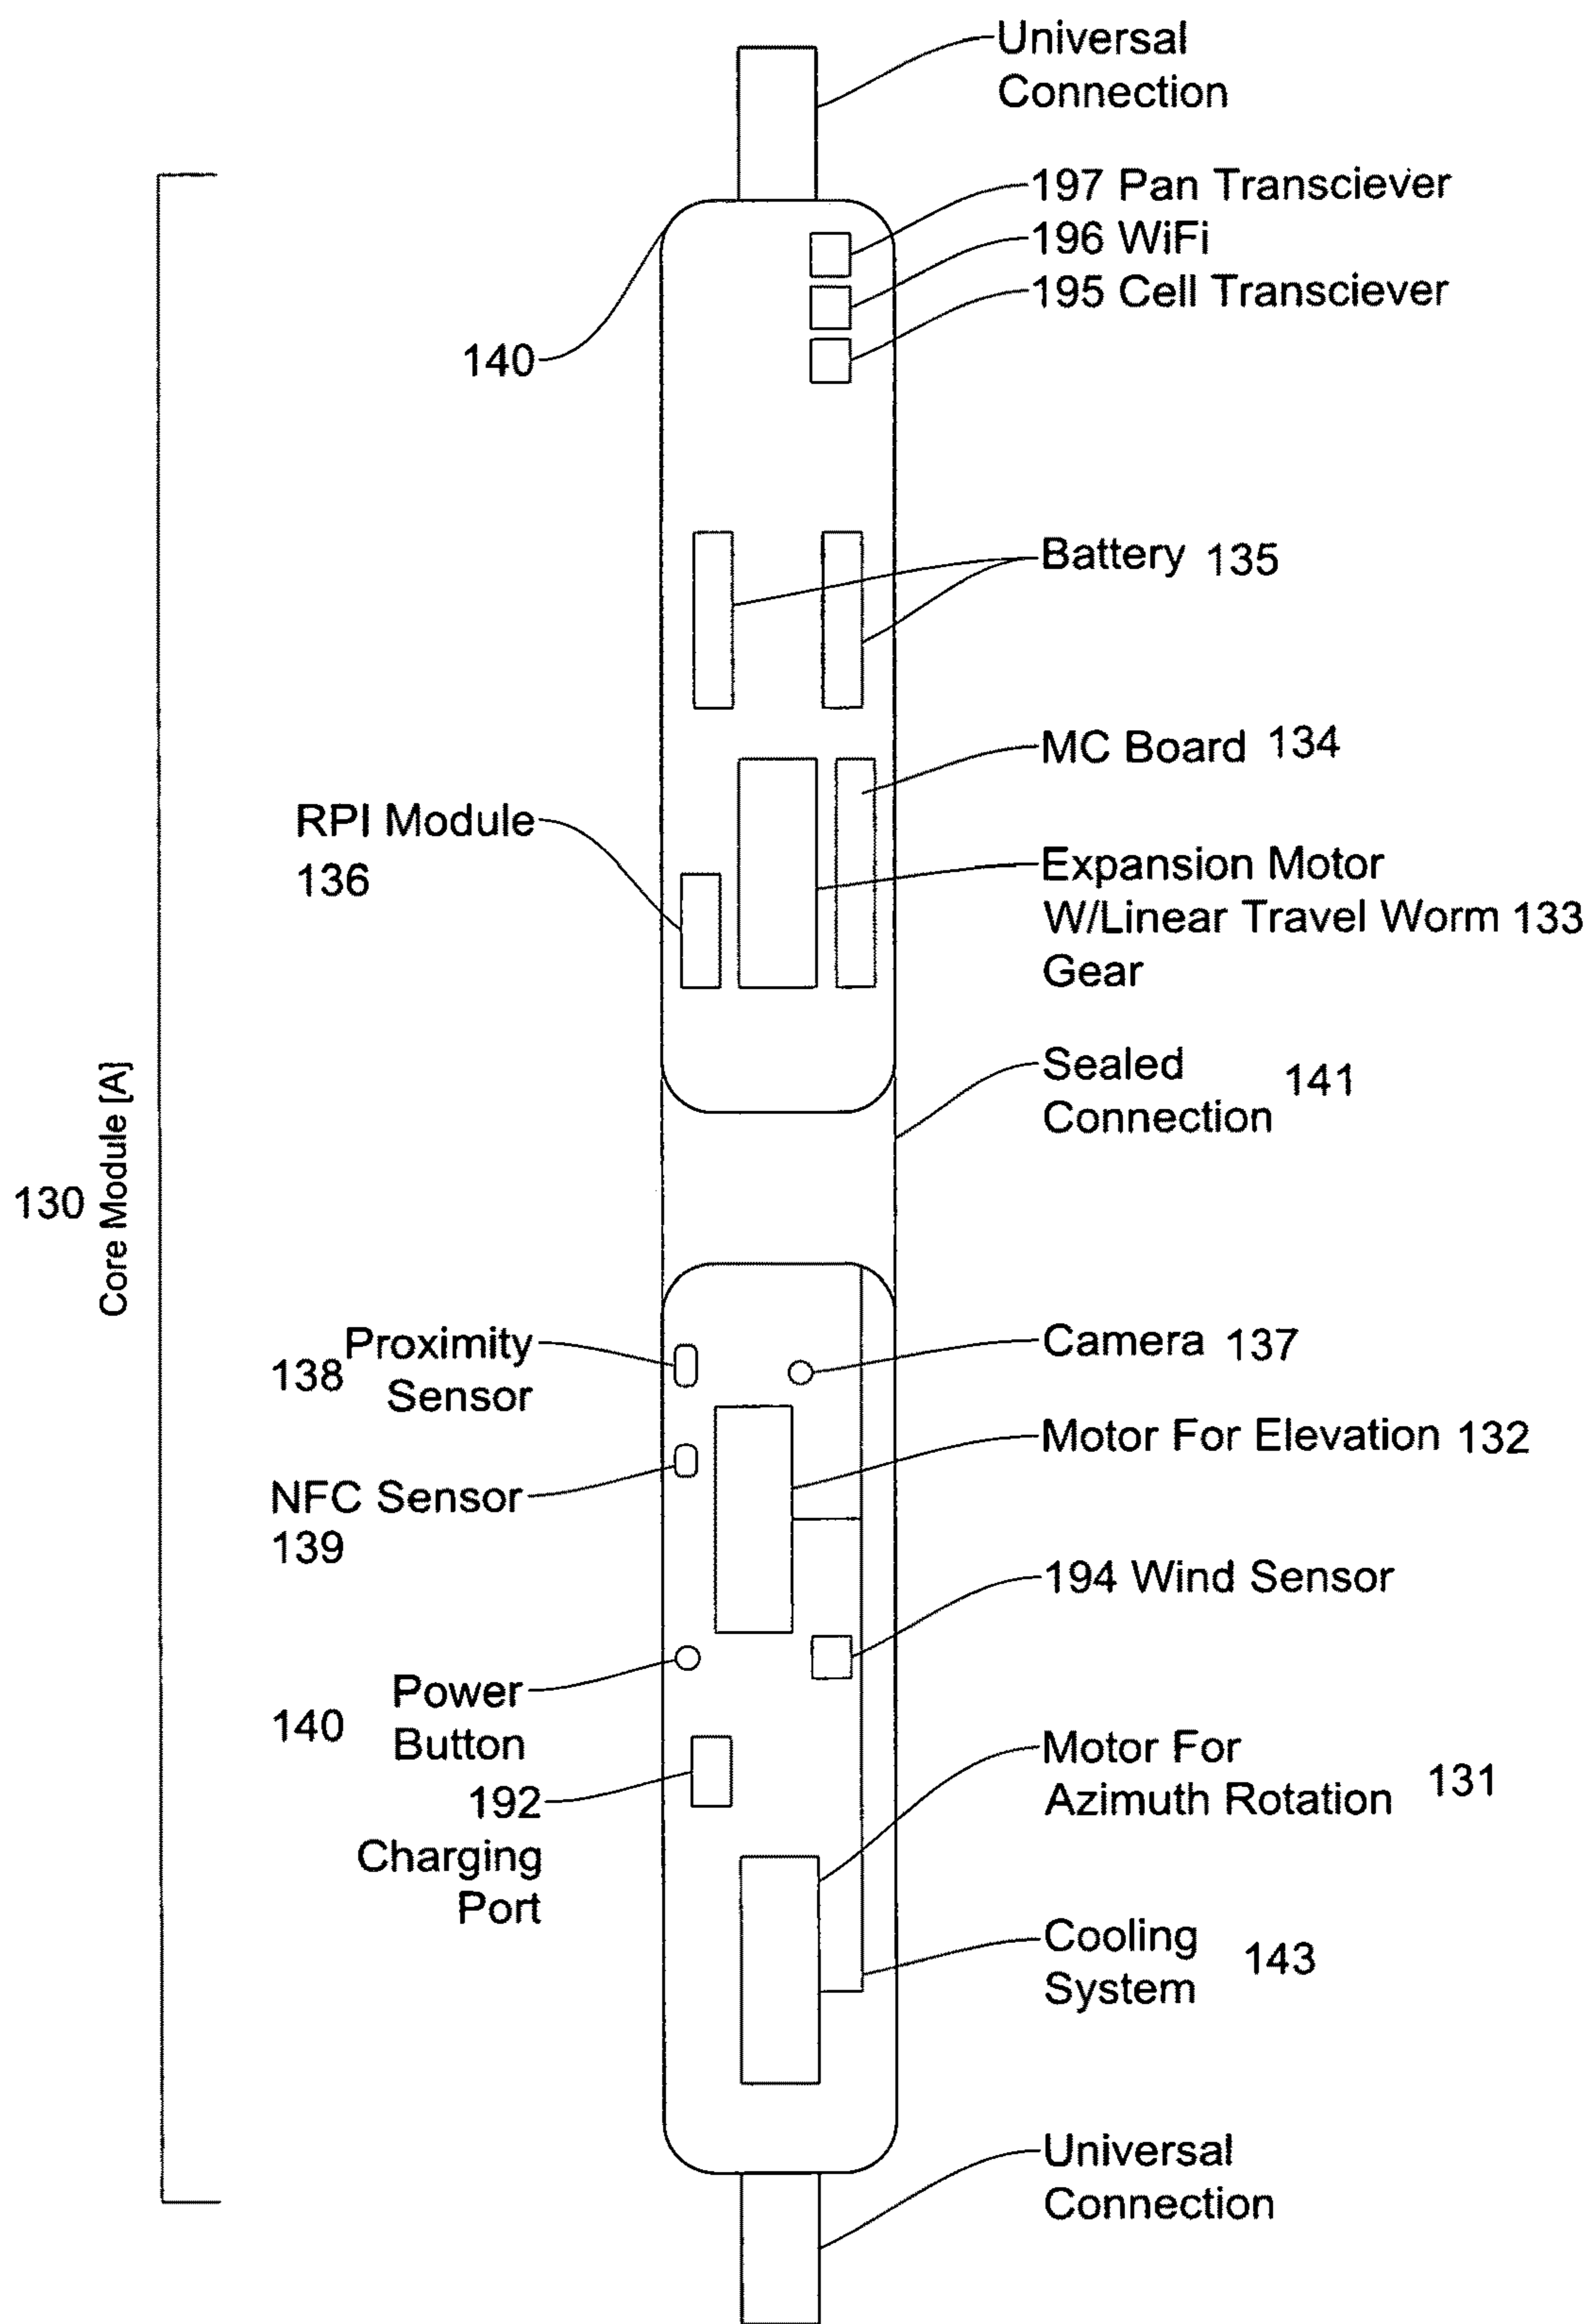 Universal
Connection
197 Pan Transciever
196 WiFi
195 Cell Transciever
140
Battery 135
MC Board 134
RPI Module
136
Expansion Motor
W/Linear Travel Worm 133
Gear
Sealed
Connection 141
130 Core Module [A]
Proximity
138 Sensor
Camera 137
Motor For Elevation 132
NFC Sensor
139
194 Wind Sensor
Power
140 Button
192
Charging
Port
Motor For
Azimuth Rotation 131
Cooling
System 143
Universal
Connection